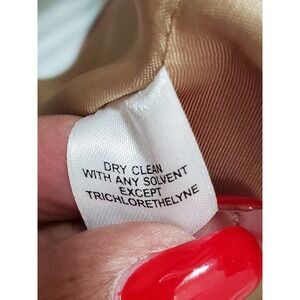 DRY CLEAN
WITH ANY SOLVENT
EXCEPT
TRICHLORETHELYNE